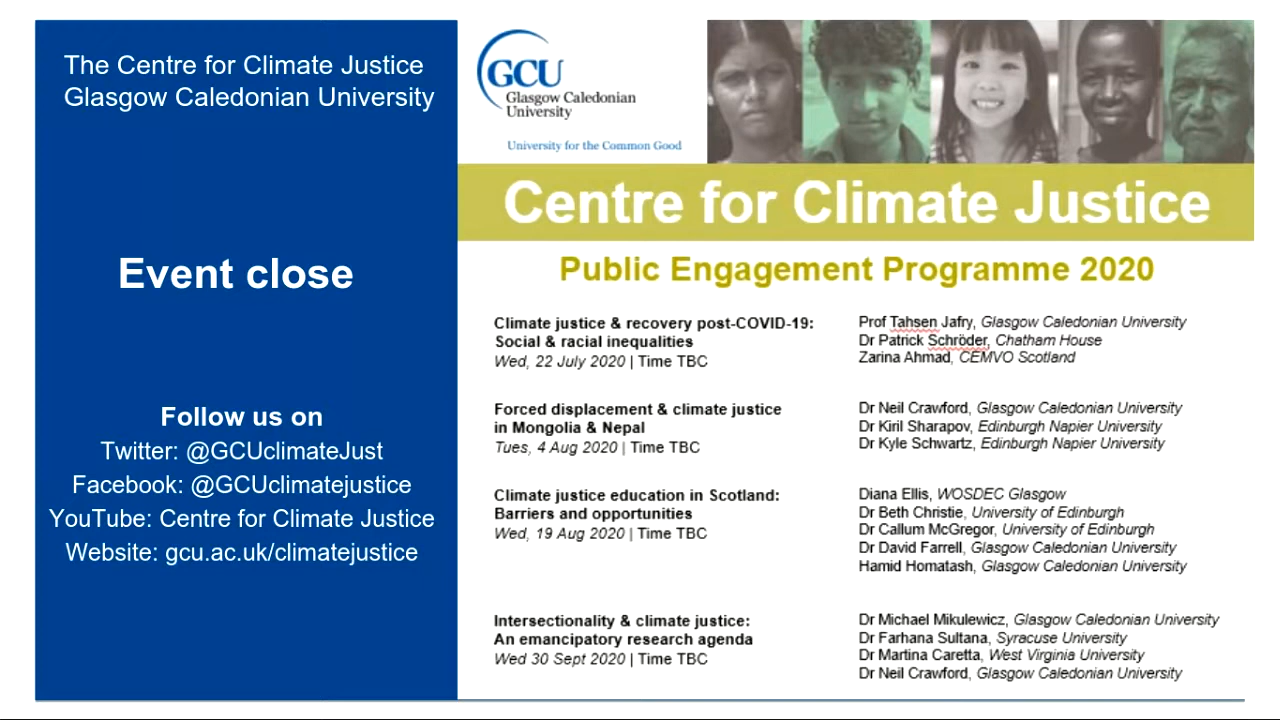 The Centre for Climate Justice
Glasgow Caledonian University
Event close
Follow us on
Twitter: @GCUclimateJust
Facebook: @GCUclimatejustice
YouTube: Centre for Climate Justice
Website: gcu.ac.uk/climatejustice
GCU
Glasgow Caledonian
University
University for the Common Good
Centre for Climate Justice
Public Engagement Programme 2020
Climate justice & recovery post-COVID-19:
Social & racial inequalities
Wed, 22 July 2020 | Time TBC
Prof Tahsen Jafry, Glasgow Caledonian University
Dr Patrick Schröder, Chatham House
Zarina Ahmad, CEMVO Scotland
Forced displacement & climate justice
in Mongolia & Nepal
Tues, 4 Aug 2020 | Time TBC
Dr Neil Crawford, Glasgow Caledonian University
Dr Kiril Sharapov, Edinburgh Napier University
Dr Kyle Schwartz, Edinburgh Napier University
Climate justice education in Scotland:
Barriers and opportunities
Wed, 19 Aug 2020 | Time TBC
Diana Ellis, WOSDEC Glasgow
Dr Beth Christie, University of Edinburgh
Dr Callum McGregor, University of Edinburgh
Dr David Farrell, Glasgow Caledonian University
Hamid Homatash, Glasgow Caledonian University
Intersectionality & climate justice:
An emancipatory research agenda
Wed 30 Sept 2020 | Time TBC
Dr Michael Mikulewicz, Glasgow Caledonian University
Dr Farhana Sultana, Syracuse University
Dr Martina Caretta, West Virginia University
Dr Neil Crawford, Glasgow Caledonian University